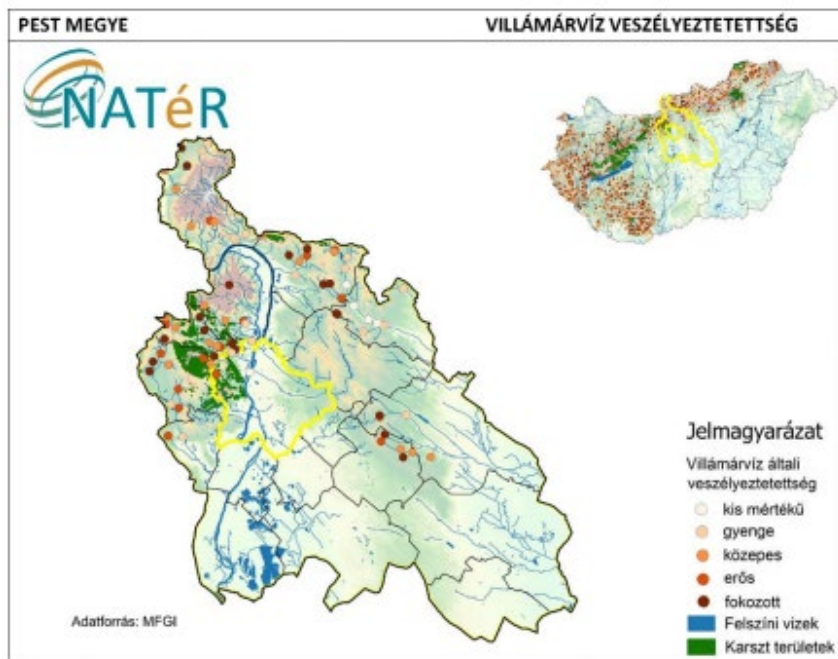 PEST MEGYE
VILLÁMÁRVÍZ VESZÉLYEZTETETTSÉG
NATéR
Jelmagyarázat
Villámárvíz általi
veszélyeztetettség
kis mértékű
gyenge
közepes
erős
fokozott
Felszíni vizek
Karszt területek
Adatforrás: MFGI